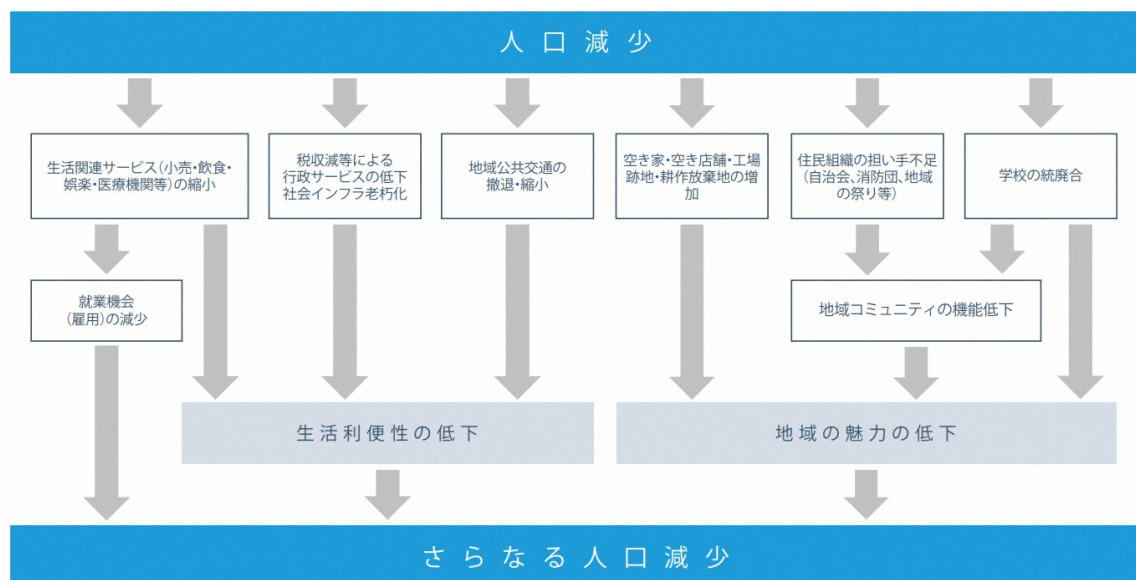 人口減少
生活関連サービス(小売・飲食・
娯楽・医療機関等)の縮小
税収減等による
行政サービスの低下
社会インフラ老朽化
地域公共交通の
撤退・縮小
空き家・空き店舗・工場
跡地・耕作放棄地の増
加
住民組織の担い手不足
(自治会、消防団、地域
の祭り等)
学校の統廃合
就業機会
(雇用)の減少
地域コミュニティの機能低下
生活利便性の低下
地域の魅力の低下
さらなる人口減少